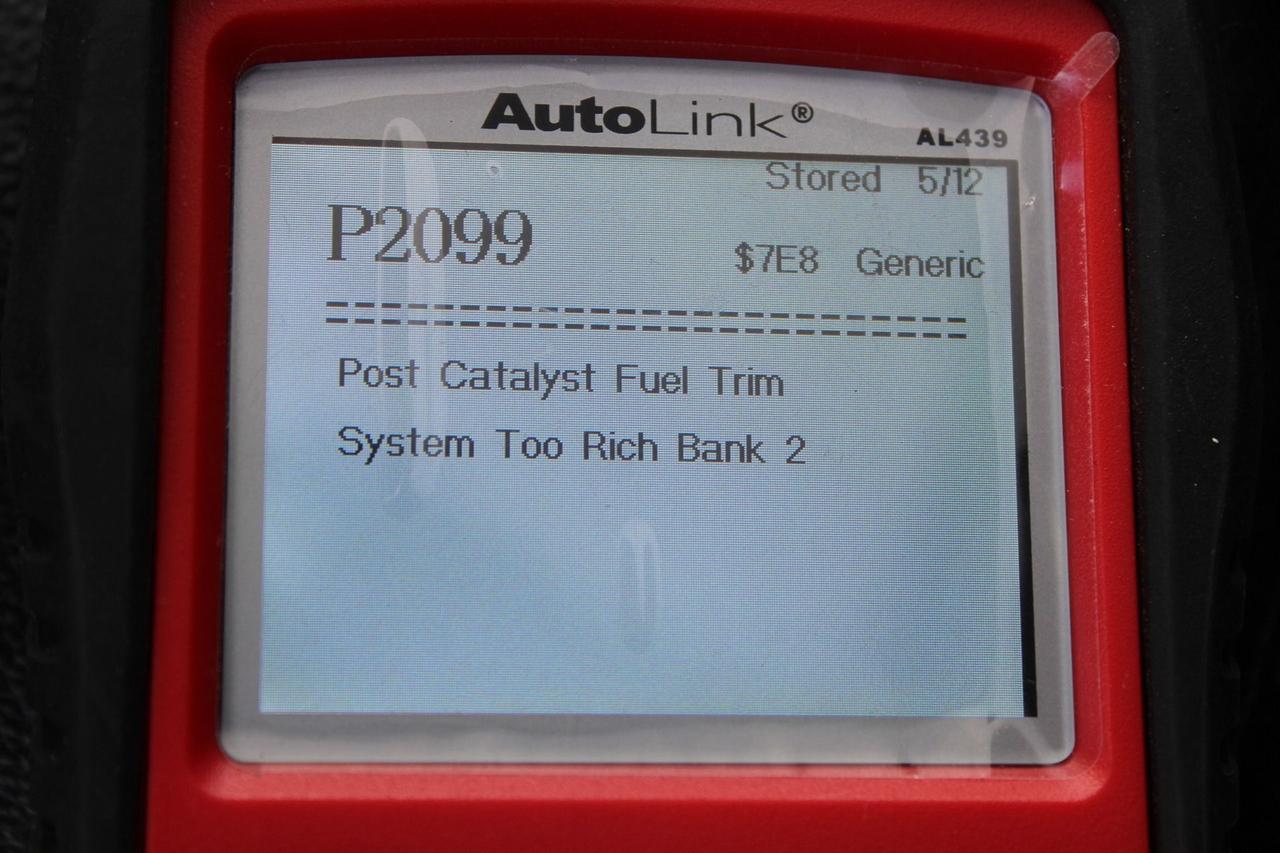 AutoLink®
AL439
Stored 5/12
P2099
$7E8 Generic
====================
Post Catalyst Fuel Trim
System Too Rich Bank 2